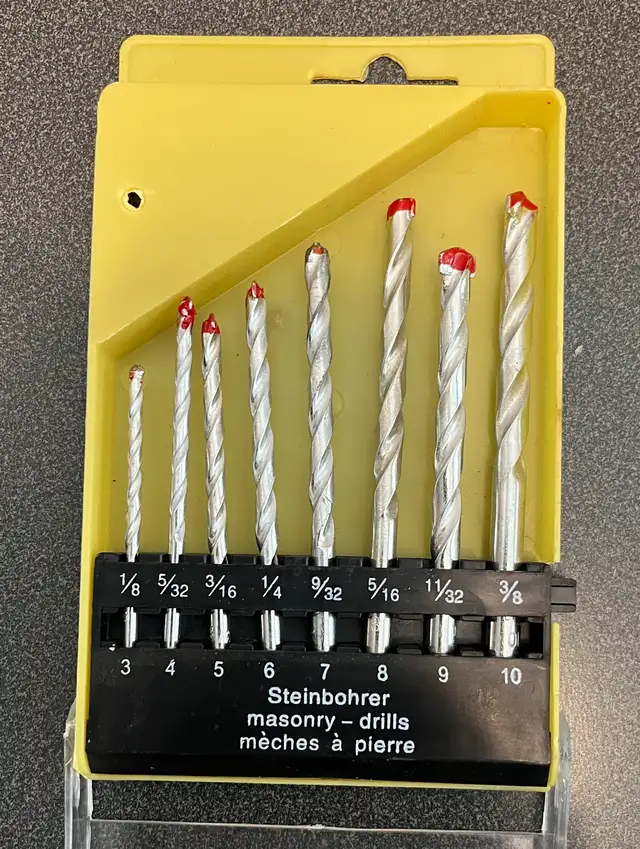 1/8 5/32 3/16 1/4 9/32 5/16 11/32 3/8
3 4 5 6 7 8 9 10
Steinbohrer
masonry – drills
mèches à pierre